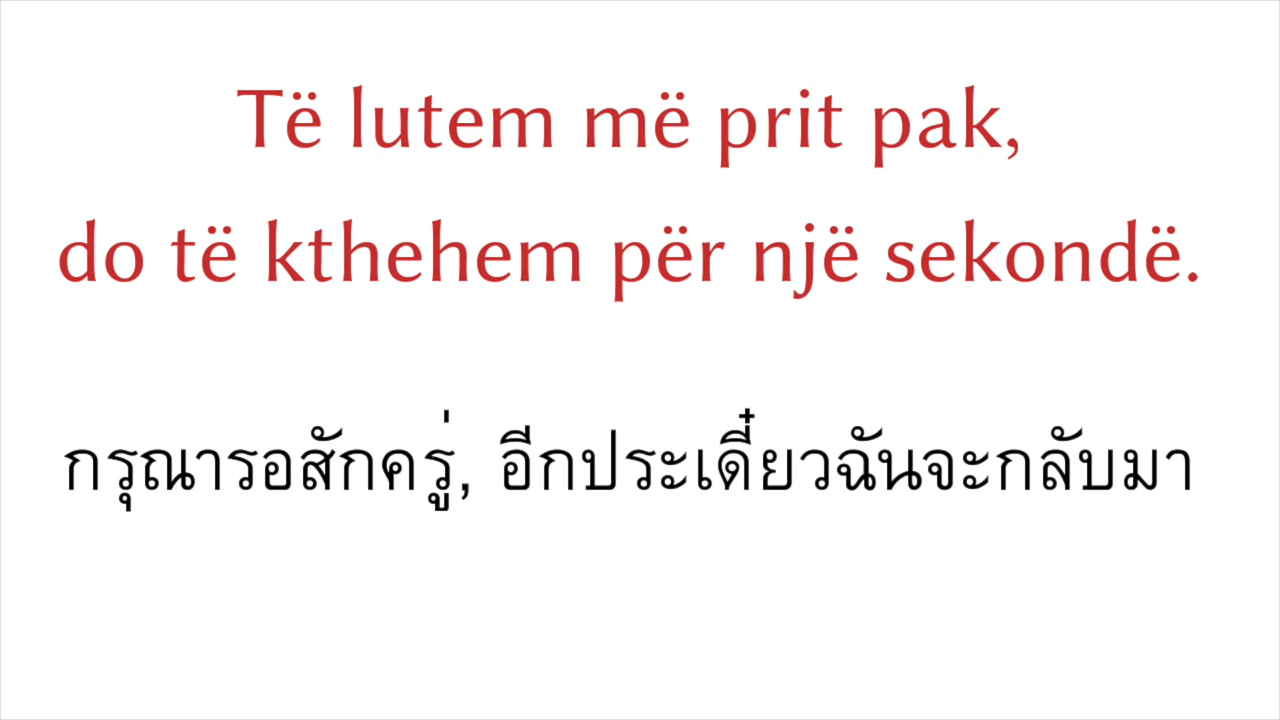 Të lutem më prit pak,
do të kthehem për një sekondë.
กรุณารอสักครู่, อีกประเดี๋ยวฉันจะกลับมา